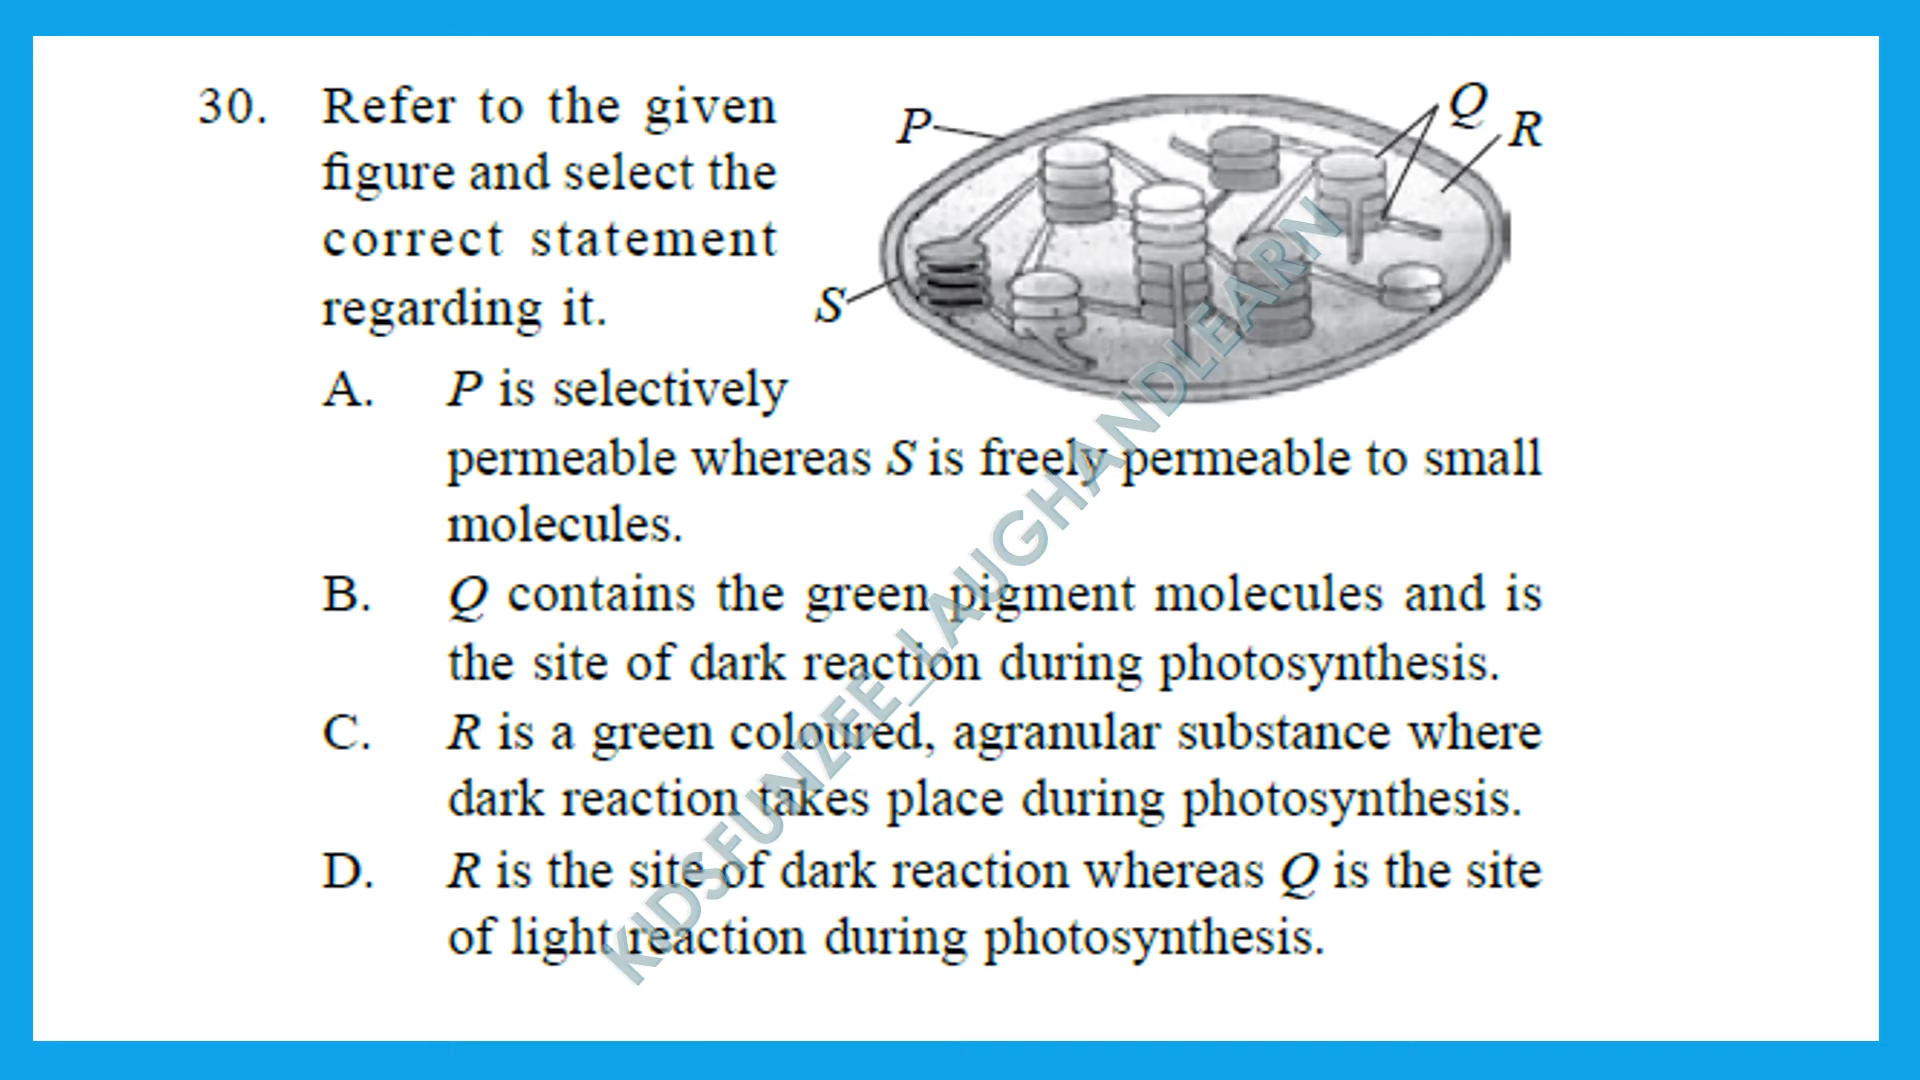 30. Refer to the given
figure and select the
correct statement
regarding it.
P
Q
R
S
A. P is selectively
permeable whereas S is freely permeable to small
molecules.
B. Q contains the green pigment molecules and is
the site of dark reaction during photosynthesis.
C. R is a green coloured, agranular substance where
dark reaction takes place during photosynthesis.
D. R is the site of dark reaction whereas Q is the site
of light reaction during photosynthesis.
KIDSFUNZEE_LAUGHANDLEARN